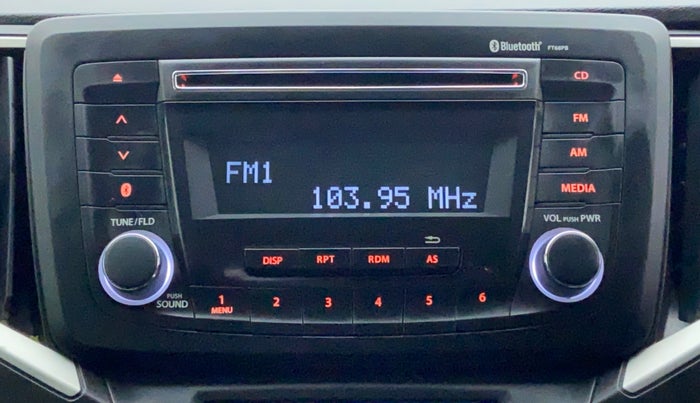 Bluetooth® FT66PB
CD
FM
AM
MEDIA
FM1
103.95 MHz
TUNE/FLD
VOL PUSH PWR
DISP RPT RDM AS
PUSH
SOUND
1 2 3 4 5 6
MENU